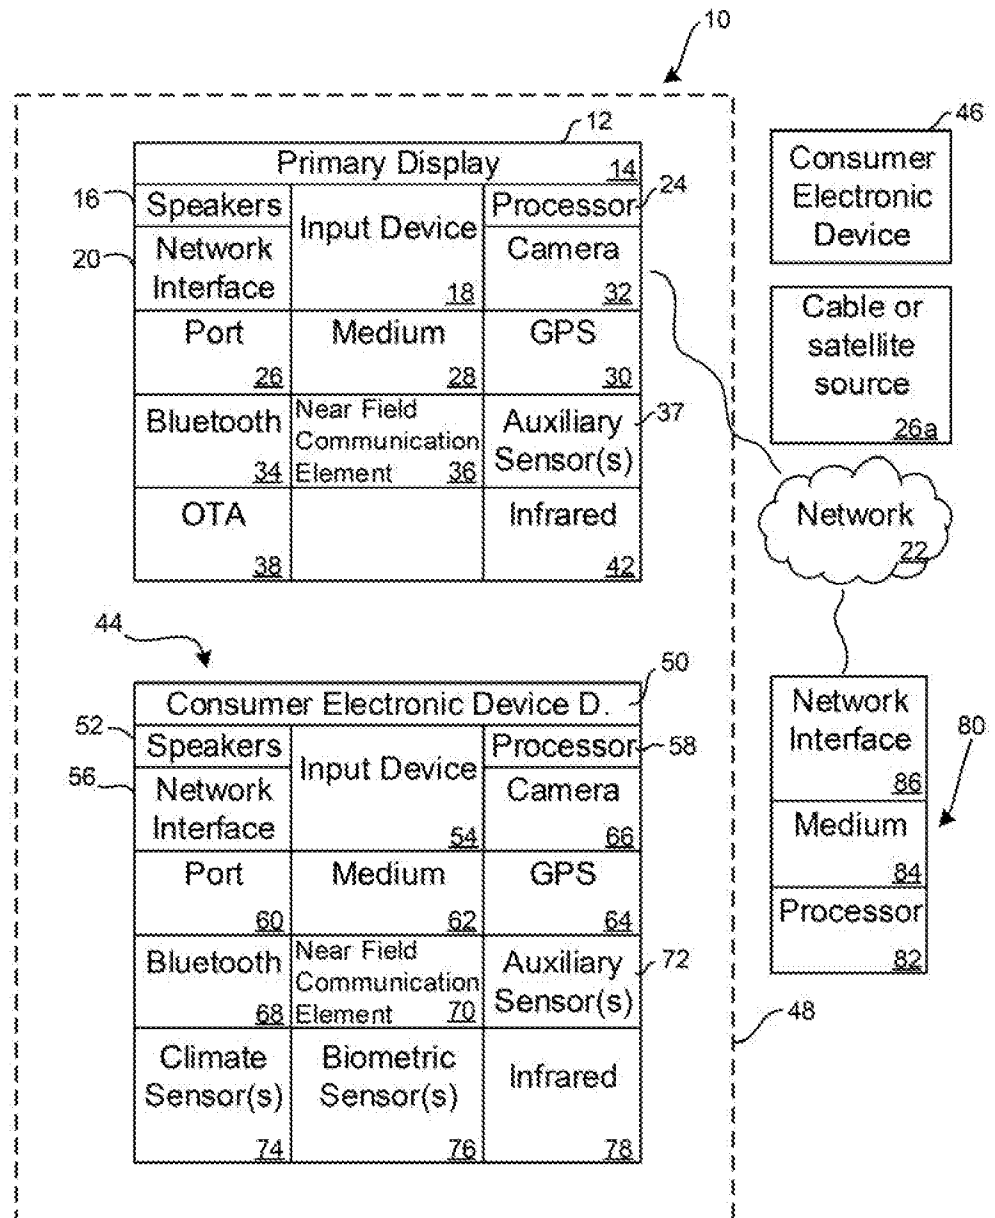 10
12
Primary Display
14
16
Speakers
Input Device
18
Processor
24
20
Network
Interface
Camera
32
Port
26
Medium
28
GPS
30
Bluetooth
34
Near Field
Communication
Element
36
Auxiliary
Sensor(s)
37
OTA
38
Infrared
42
46
Consumer
Electronic
Device
Cable or
satellite
source
26a
Network
22
44
50
Consumer Electronic Device D.
52
Speakers
Input Device
54
Processor
58
56
Network
Interface
Camera
66
Port
60
Medium
62
GPS
64
Bluetooth
68
Near Field
Communication
Element
70
Auxiliary
Sensor(s)
72
Climate
Sensor(s)
74
Biometric
Sensor(s)
76
Infrared
78
Network
Interface
86
80
Medium
84
Processor
82
48